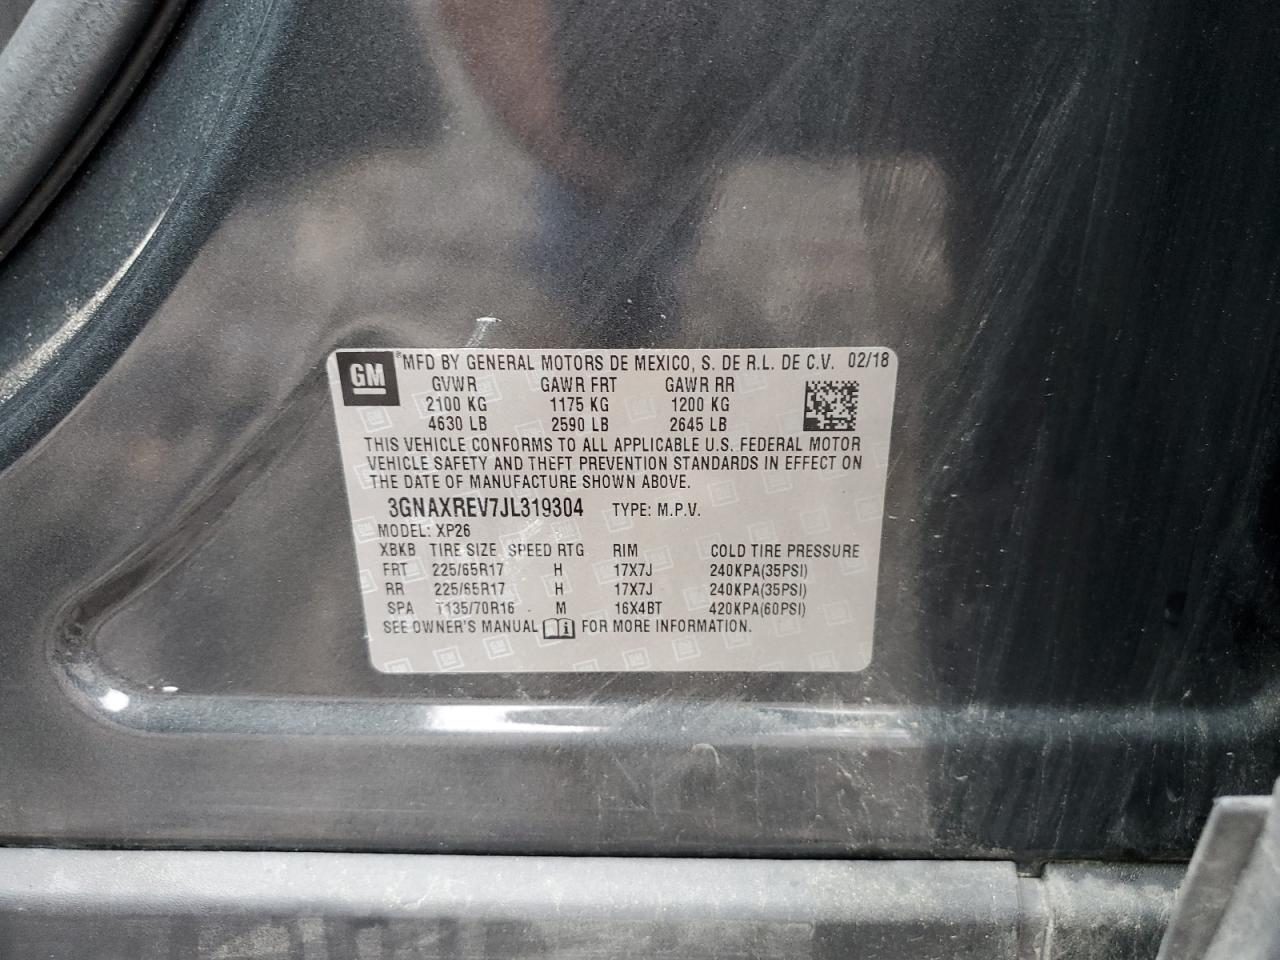 GM ®MFD BY GENERAL MOTORS DE MEXICO, S. DE R.L. DE C.V. 02/18
GVWR GAWR FRT GAWR RR
2100 KG 1175 KG 1200 KG
4630 LB 2590 LB 2645 LB
THIS VEHICLE CONFORMS TO ALL APPLICABLE U.S. FEDERAL MOTOR
VEHICLE SAFETY AND THEFT PREVENTION STANDARDS IN EFFECT ON
THE DATE OF MANUFACTURE SHOWN ABOVE.
3GNAXREV7JL319304 TYPE: M.P.V.
MODEL: XP26
XBKB TIRE SIZE SPEED RTG RIM COLD TIRE PRESSURE
FRT 225/65R17 H 17X7J 240KPA(35PSI)
RR 225/65R17 H 17X7J 240KPA(35PSI)
SPA T135/70R16 M 16X4BT 420KPA(60PSI)
SEE OWNER'S MANUAL FOR MORE INFORMATION.